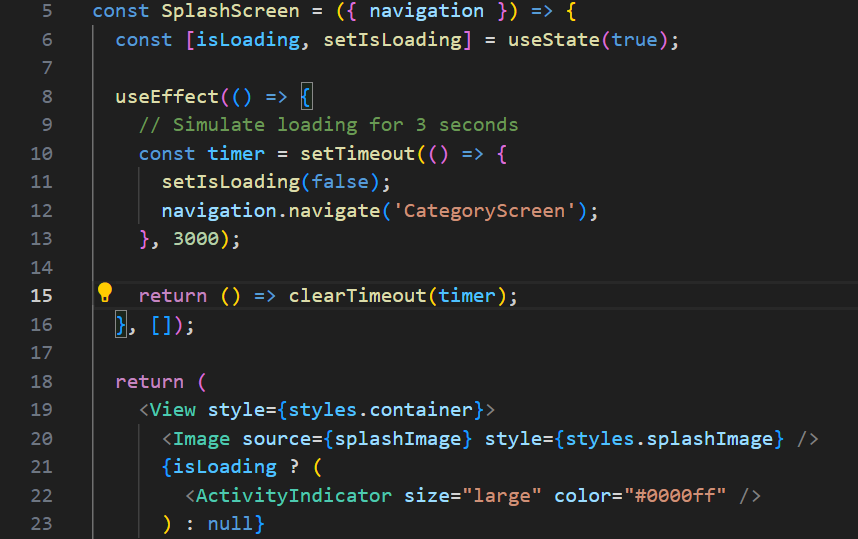 5 const SplashScreen = ({ navigation }) => {
6 const [isLoading, setIsLoading] = useState(true);
7
8 useEffect(() => {
9 // Simulate loading for 3 seconds
10 const timer = setTimeout(() => {
11 setIsLoading(false);
12 navigation.navigate('CategoryScreen');
13 }, 3000);
14
15 return () => clearTimeout(timer);
16 }, []);
17
18 return (
19 <View style={styles.container}>
20 <Image source={splashImage} style={styles.splashImage} />
21 {isLoading ? (
22 <ActivityIndicator size="large" color="#0000ff" />
23 ) : null}